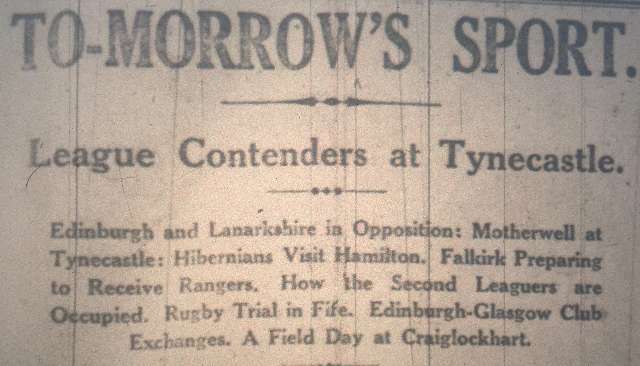 TO-MORROW'S SPORT.
League Contenders at Tynecastle.
Edinburgh and Lanarkshire in Opposition: Motherwell at
Tynecastle: Hibernians Visit Hamilton. Falkirk Preparing
to Receive Rangers. How the Second Leaguers are
Occupied. Rugby Trial in Fife. Edinburgh-Glasgow Club
Exchanges. A Field Day at Craiglockhart.